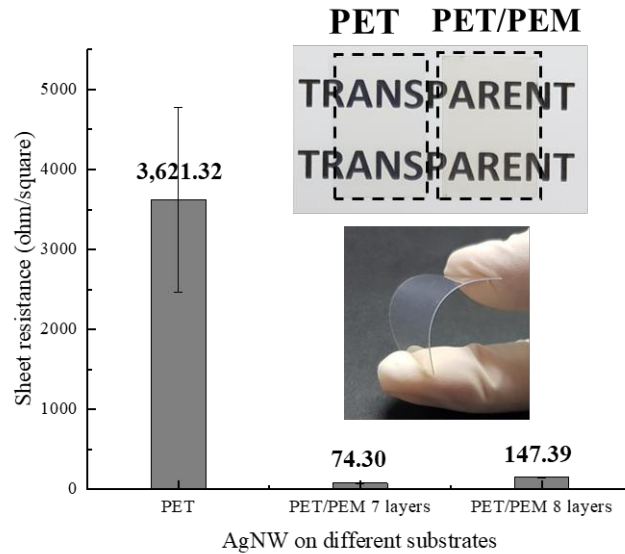 PET PET/PEM
TRANSPARENT
TRANSPARENT
Sheet resistance (ohm/square)
5000
4000
3000
2000
1000
0
3,621.32
74.30
147.39
PET
PET/PEM 7 layers
PET/PEM 8 layers
AgNW on different substrates